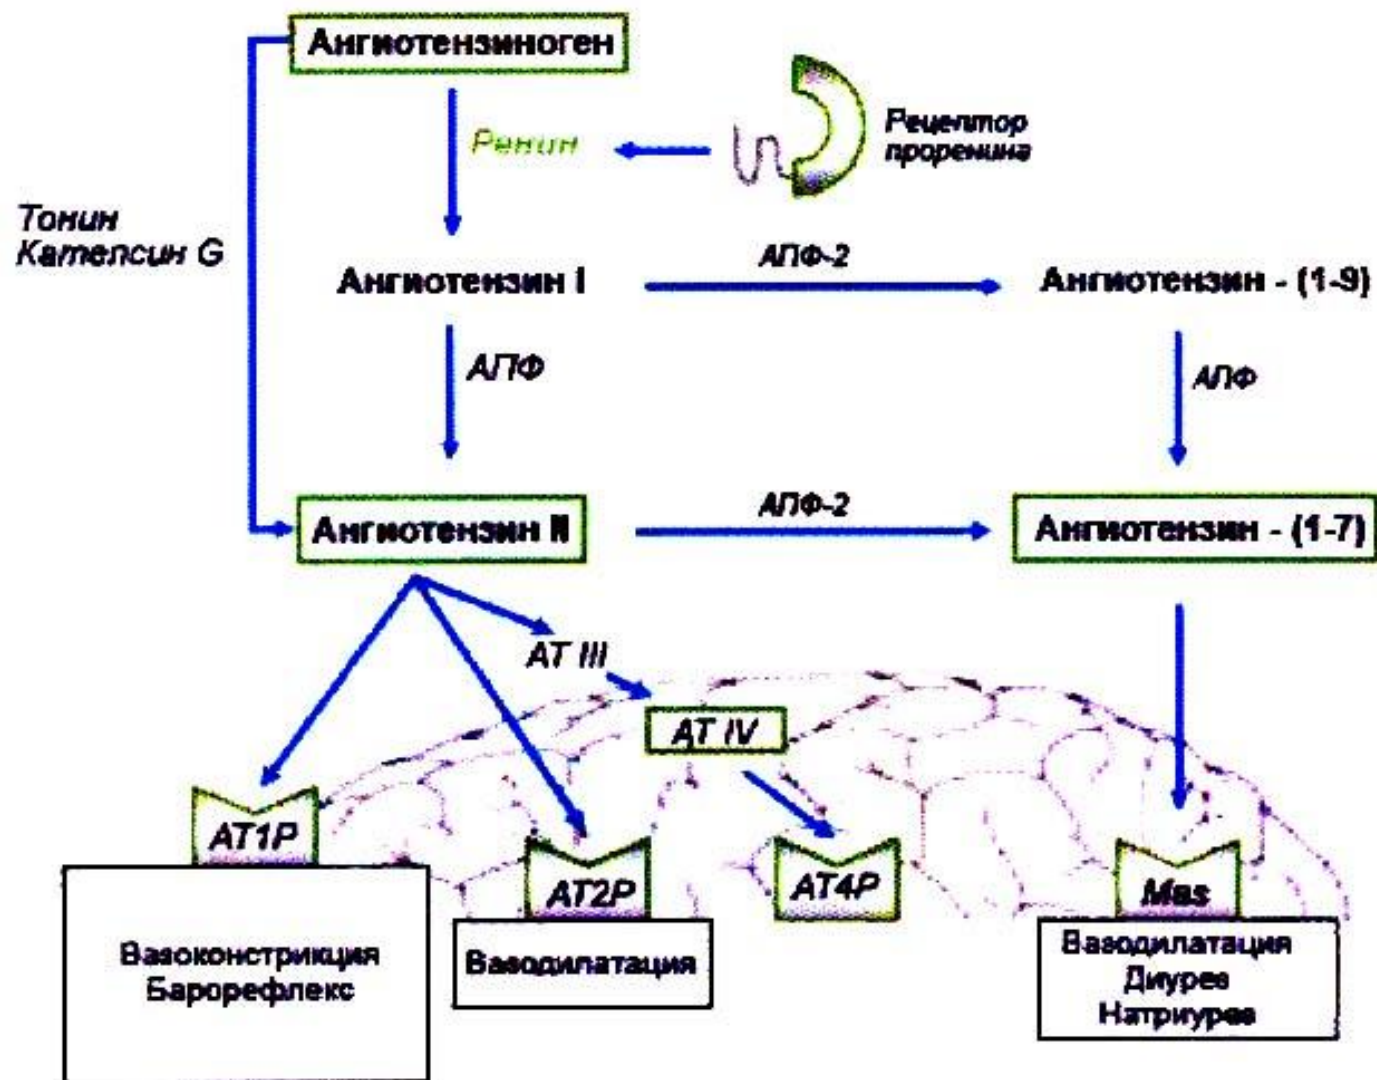 Ангиотензиноген
Ренин
Рецептор
проренина
Тонин
Катепсин G
Ангиотензин I
АПФ-2
Ангиотензин - (1-9)
АПФ
АПФ
Ангиотензин II
АПФ-2
Ангиотензин - (1-7)
AT III
AT IV
AT1P
AT2P
AT4P
Mas
Вазоконстрикция
Барорефлекс
Вазодилатация
Вазодилатация
Диурез
Натриурез